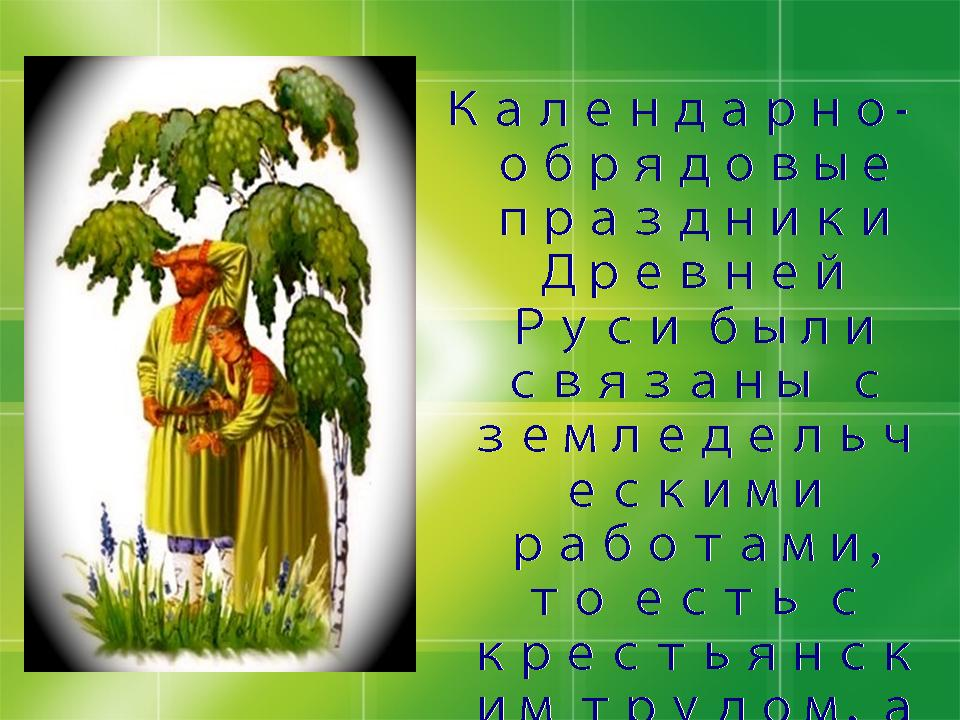 Календарно-
обрядовые
праздники
Древней
Руси были
связаны с
земледельч
ескими
работами,
то есть с
крестьянск
им трудом, а